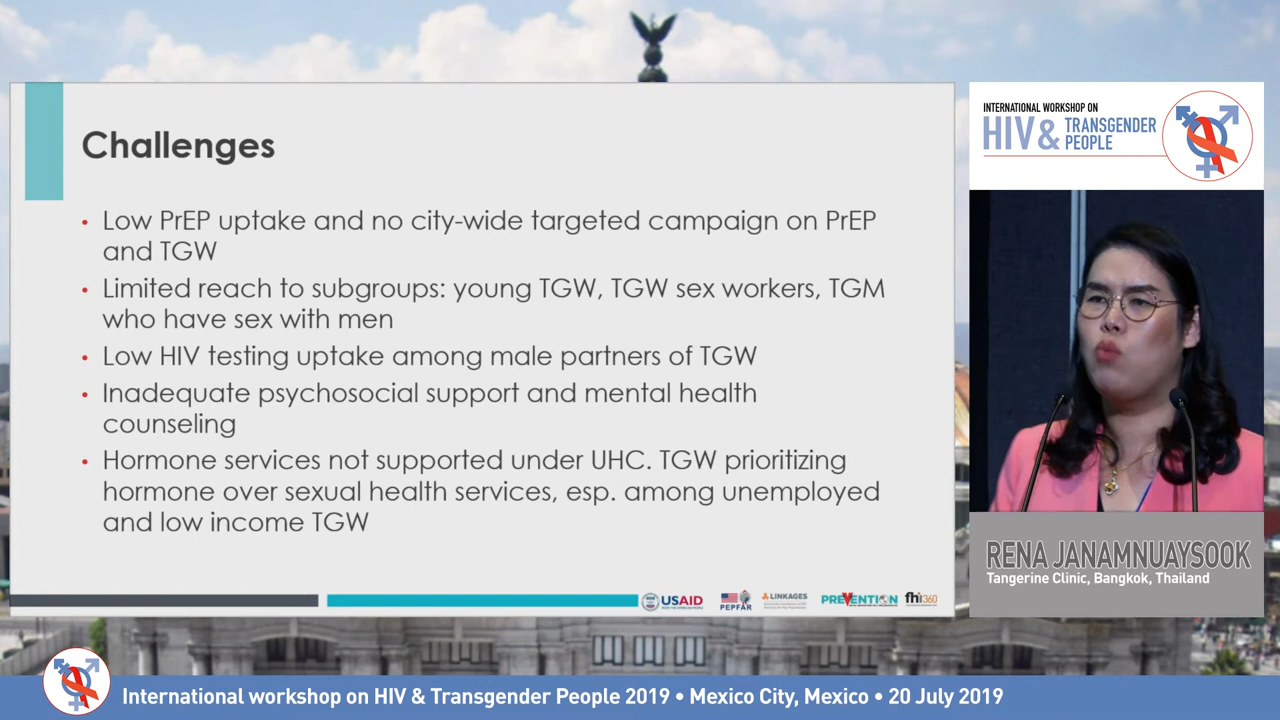 Challenges
• Low PrEP uptake and no city-wide targeted campaign on PrEP
and TGW
• Limited reach to subgroups: young TGW, TGW sex workers, TGM
who have sex with men
• Low HIV testing uptake among male partners of TGW
• Inadequate psychosocial support and mental health
counseling
• Hormone services not supported under UHC. TGW prioritizing
hormone over sexual health services, esp. among unemployed
and low income TGW
USAID
PEPFAR
LINKAGES
PREVENTION
fhi360
INTERNATIONAL WORKSHOP ON
HIV & TRANSGENDER
PEOPLE
RENA JANAMNUAYSOOK
Tangerine Clinic, Bangkok, Thailand
International workshop on HIV & Transgender People 2019 • Mexico City, Mexico • 20 July 2019